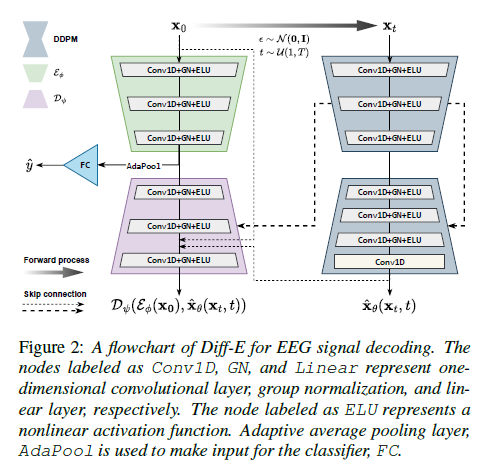 x₀
x_t
ϵ ∼ 𝒩(0, I)
t ∼ 𝒰(1, T)
DDPM
ℰ_ϕ
𝒟_ψ
Conv1D+GN+ELU
Conv1D+GN+ELU
Conv1D+GN+ELU
Conv1D+GN+ELU
Conv1D+GN+ELU
Conv1D+GN+ELU
ŷ
FC
AdaPool
Conv1D+GN+ELU
Conv1D+GN+ELU
Conv1D+GN+ELU
Conv1D+GN+ELU
Conv1D+GN+ELU
Conv1D+GN+ELU
Conv1D
Forward process
Skip connection
𝒟_ψ(ℰ_ϕ(x₀), x̂_θ(x_t, t))
x̂_θ(x_t, t)
Figure 2: A flowchart of Diff-E for EEG signal decoding. The
nodes labeled as Conv1D, GN, and Linear represent one-
dimensional convolutional layer, group normalization, and lin-
ear layer, respectively. The node labeled as ELU represents a
nonlinear activation function. Adaptive average pooling layer,
AdaPool is used to make input for the classifier, FC.